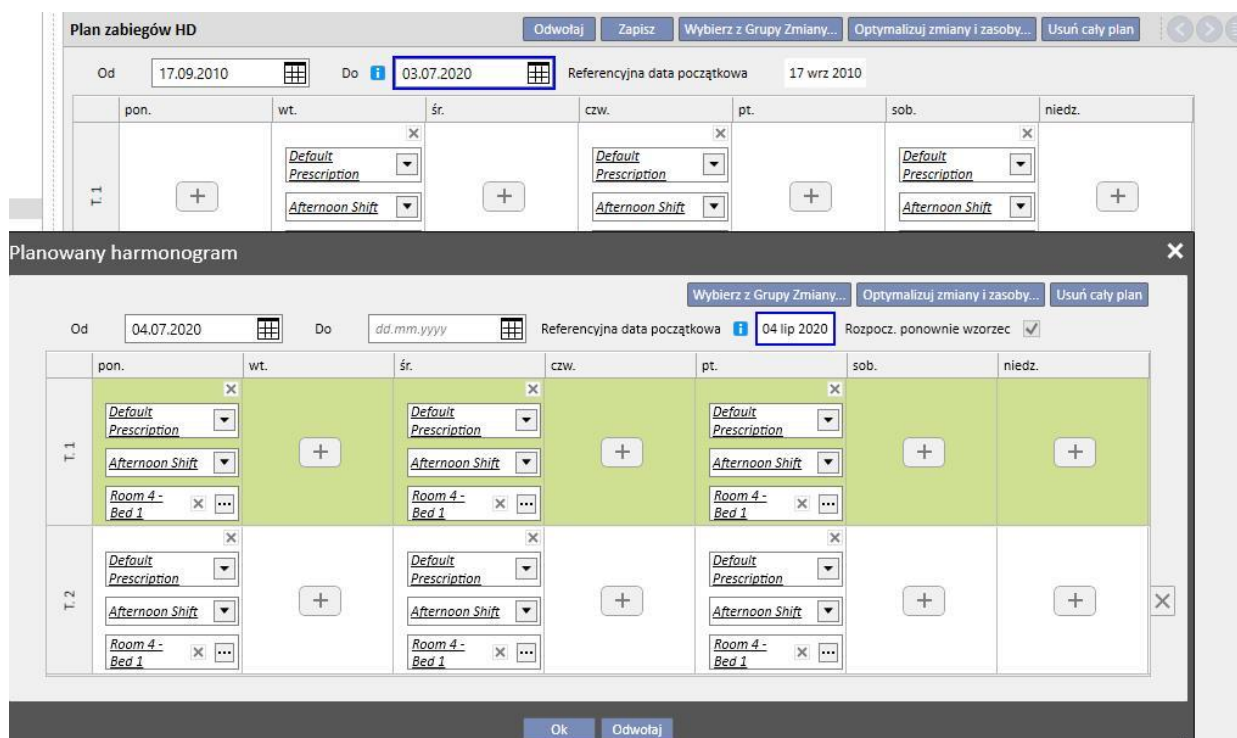 Plan zabiegów HD
Odwołaj Zapisz Wybierz z Grupy Zmiany... Optymalizuj zmiany i zasoby... Usuń cały plan
Od 17.09.2010 Do 03.07.2020 Referencyjna data początkowa 17 wrz 2010
pon. wt. śr. czw. pt. sob. niedz.
T. 1
Default Default Default
Prescription Prescription Prescription
Afternoon Shift Afternoon Shift Afternoon Shift
Planowany harmonogram
Wybierz z Grupy Zmiany... Optymalizuj zmiany i zasoby... Usuń cały plan
Od 04.07.2020 Do dd.mm.yyyy Referencyjna data początkowa 04 lip 2020 Rozpocz. ponownie wzorzec
pon. wt. śr. czw. pt. sob. niedz.
T. 1
Default Default Default
Prescription Prescription Prescription
Afternoon Shift Afternoon Shift Afternoon Shift
Room 4 - Room 4 - Room 4 -
Bed 1 Bed 1 Bed 1
T. 2
Default Default Default
Prescription Prescription Prescription
Afternoon Shift Afternoon Shift Afternoon Shift
Room 4 - Room 4 - Room 4 -
Bed 1 Bed 1 Bed 1
Ok Odwołaj